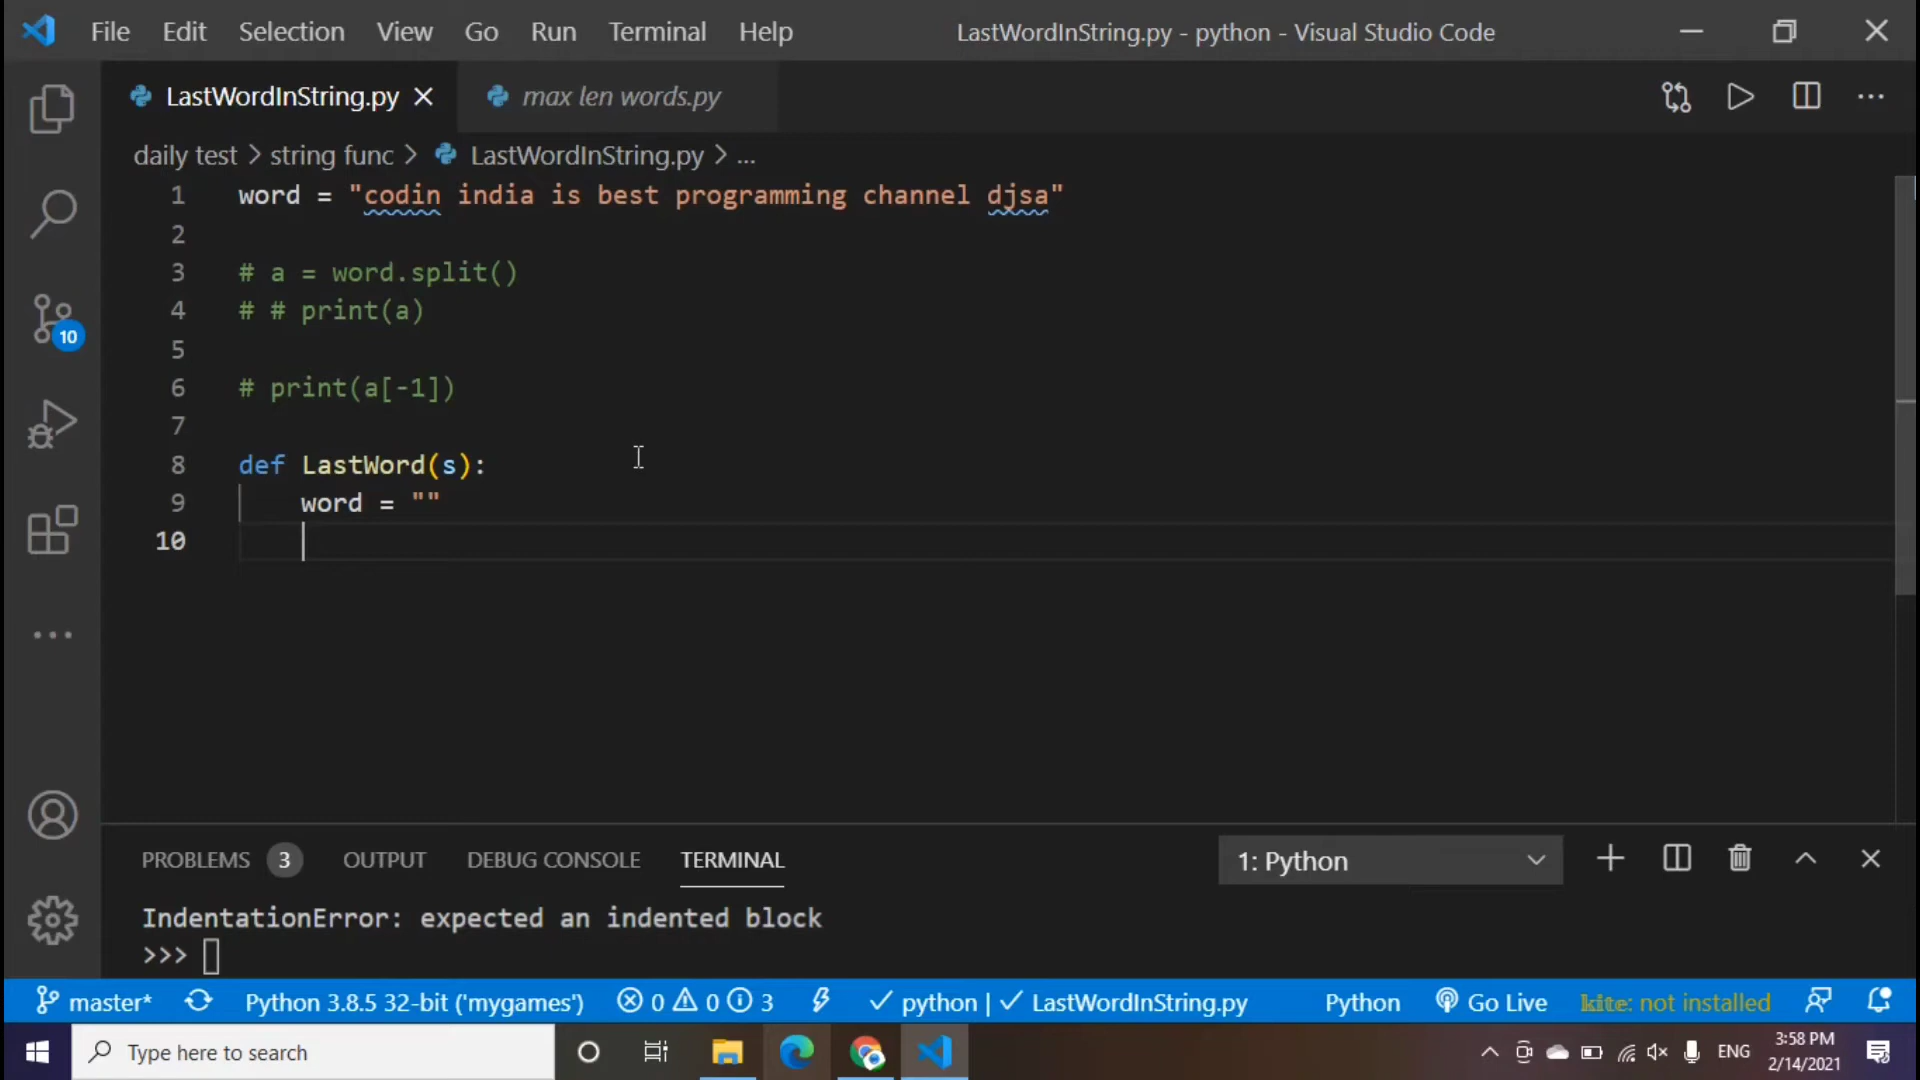 File Edit Selection View Go Run Terminal Help LastWordInString.py - python - Visual Studio Code
LastWordInString.py max len words.py
daily test > string func > LastWordInString.py > ...
1 word = "codin india is best programming channel djsa"
2
3 # a = word.split()
4 # # print(a)
5
6 # print(a[-1])
7
8 def LastWord(s):
9 word = ""
10
10
PROBLEMS 3 OUTPUT DEBUG CONSOLE TERMINAL 1: Python
IndentationError: expected an indented block
>>>
master* Python 3.8.5 32-bit ('mygames') 0 0 3 python | LastWordInString.py Python Go Live kite: not installed
Type here to search ENG 3:58 PM
2/14/2021